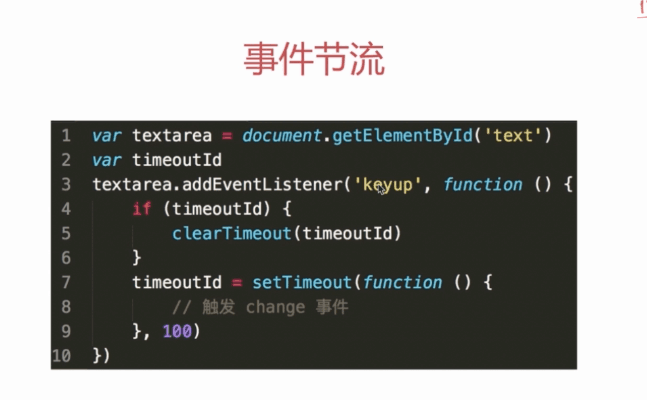 事件节流
1 var textarea = document.getElementById('text')
2 var timeoutId
3 textarea.addEventListener('keyup', function () {
4     if (timeoutId) {
5         clearTimeout(timeoutId)
6     }
7     timeoutId = setTimeout(function () {
8         // 触发 change 事件
9     }, 100)
10 })